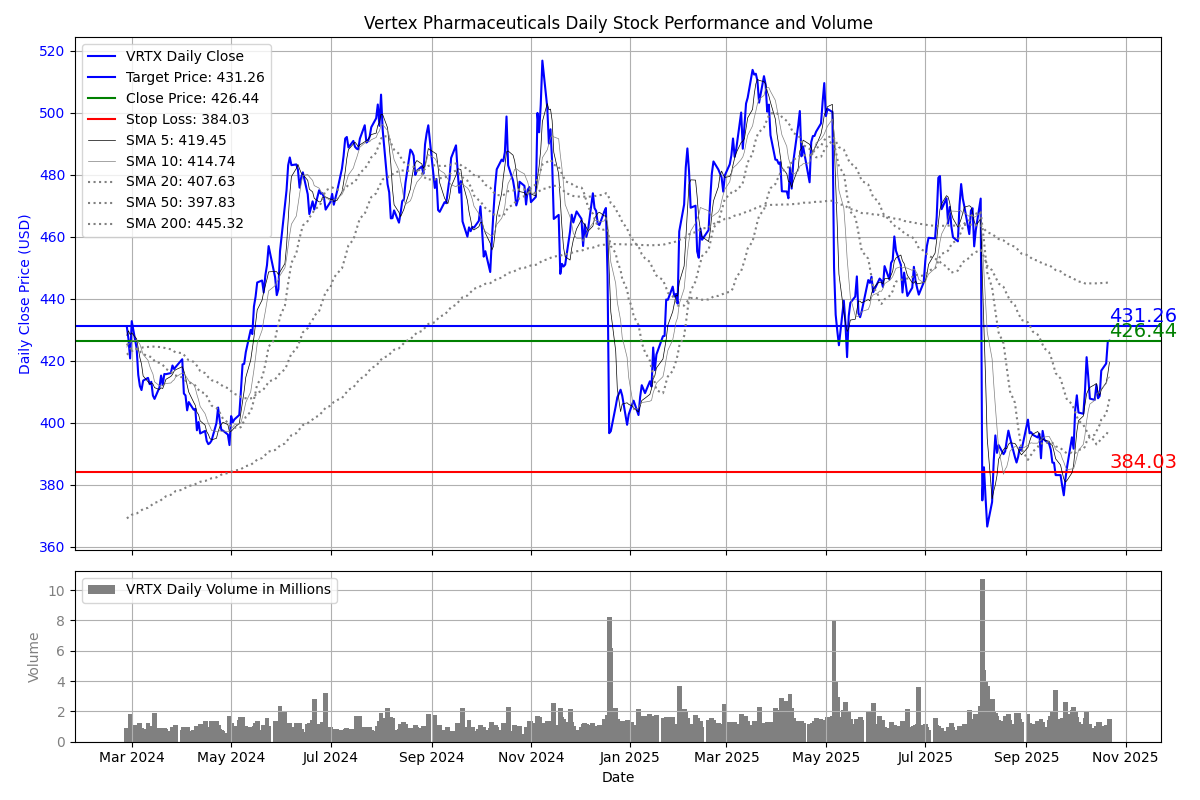 Vertex Pharmaceuticals Daily Stock Performance and Volume
Daily Close Price (USD)
520
500
480
460
440
420
400
380
360
VRTX Daily Close
Target Price: 431.26
Close Price: 426.44
Stop Loss: 384.03
SMA 5: 419.45
SMA 10: 414.74
SMA 20: 407.63
SMA 50: 397.83
SMA 200: 445.32
431.26
426.44
384.03
Volume
10
8
6
4
2
0
VRTX Daily Volume in Millions
Mar 2024 May 2024 Jul 2024 Sep 2024 Nov 2024 Jan 2025 Mar 2025 May 2025 Jul 2025 Sep 2025 Nov 2025
Date